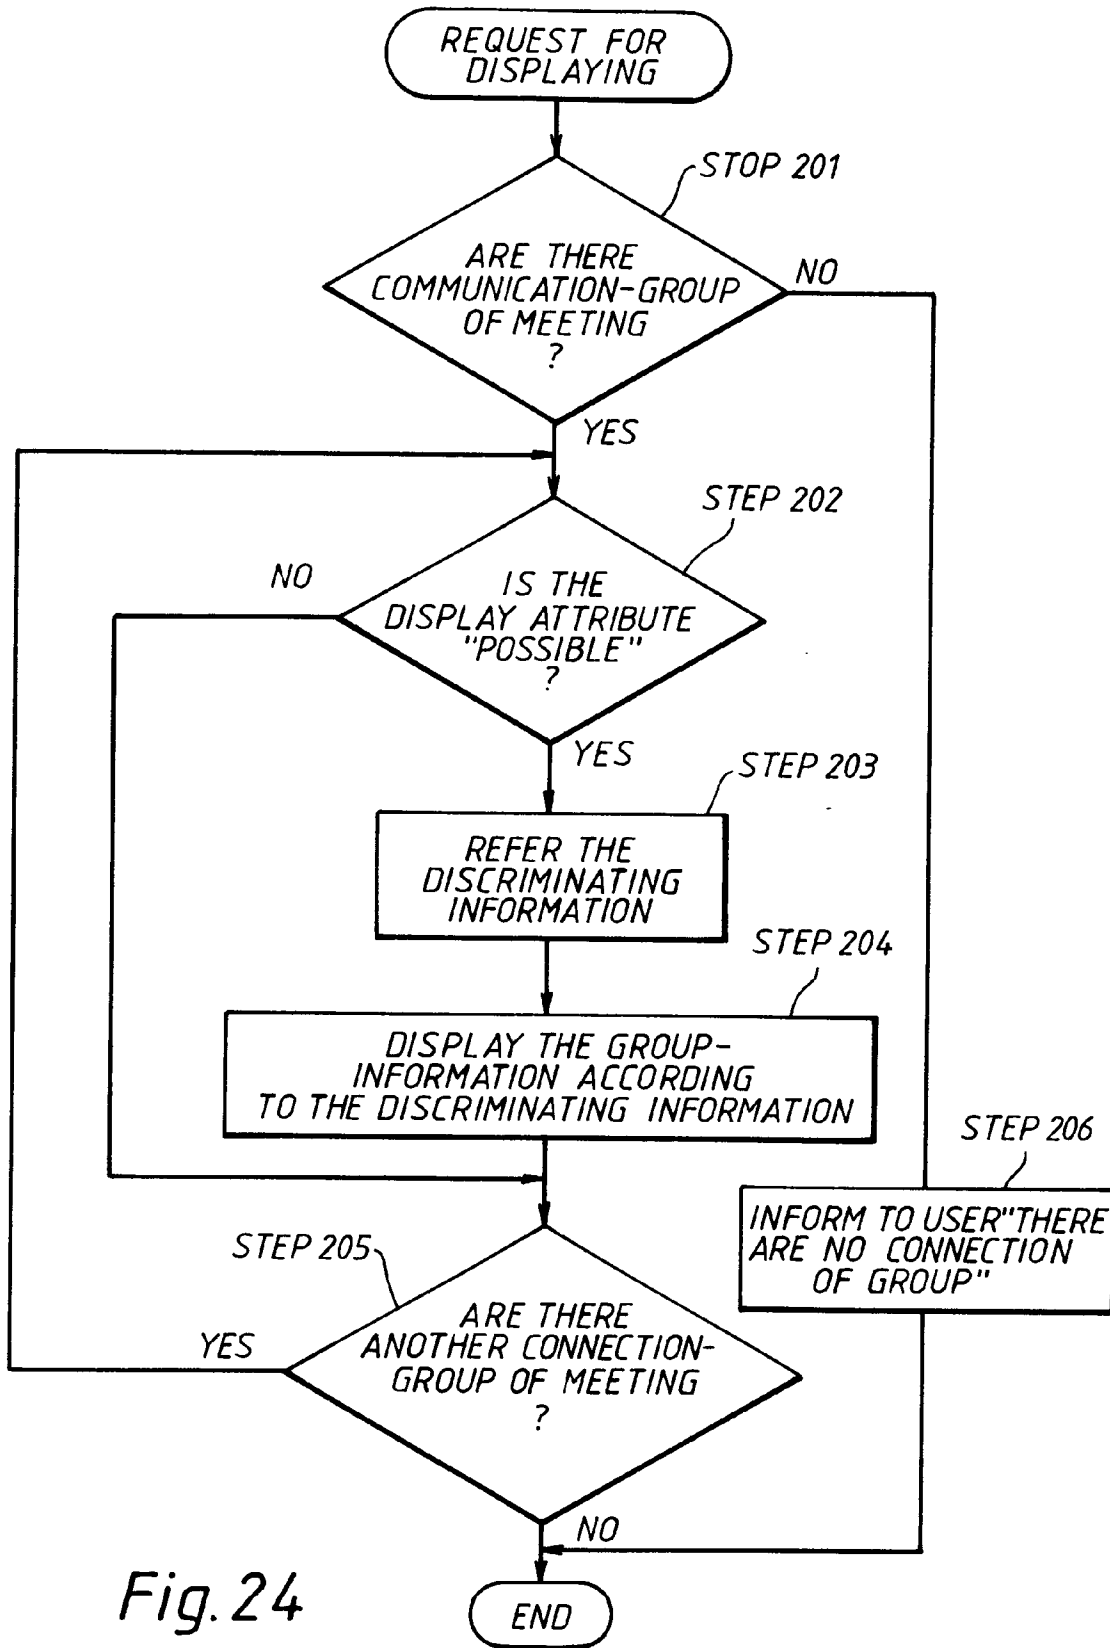 REQUEST FOR
DISPLAYING
STOP 201
ARE THERE
COMMUNICATION-GROUP
OF MEETING
?
NO
YES
STEP 202
NO
IS THE
DISPLAY ATTRIBUTE
"POSSIBLE"
?
YES
STEP 203
REFER THE
DISCRIMINATING
INFORMATION
STEP 204
DISPLAY THE GROUP-
INFORMATION ACCORDING
TO THE DISCRIMINATING INFORMATION
STEP 206
INFORM TO USER"THERE
ARE NO CONNECTION
OF GROUP"
STEP 205
YES
ARE THERE
ANOTHER CONNECTION-
GROUP OF MEETING
?
NO
END
Fig. 24